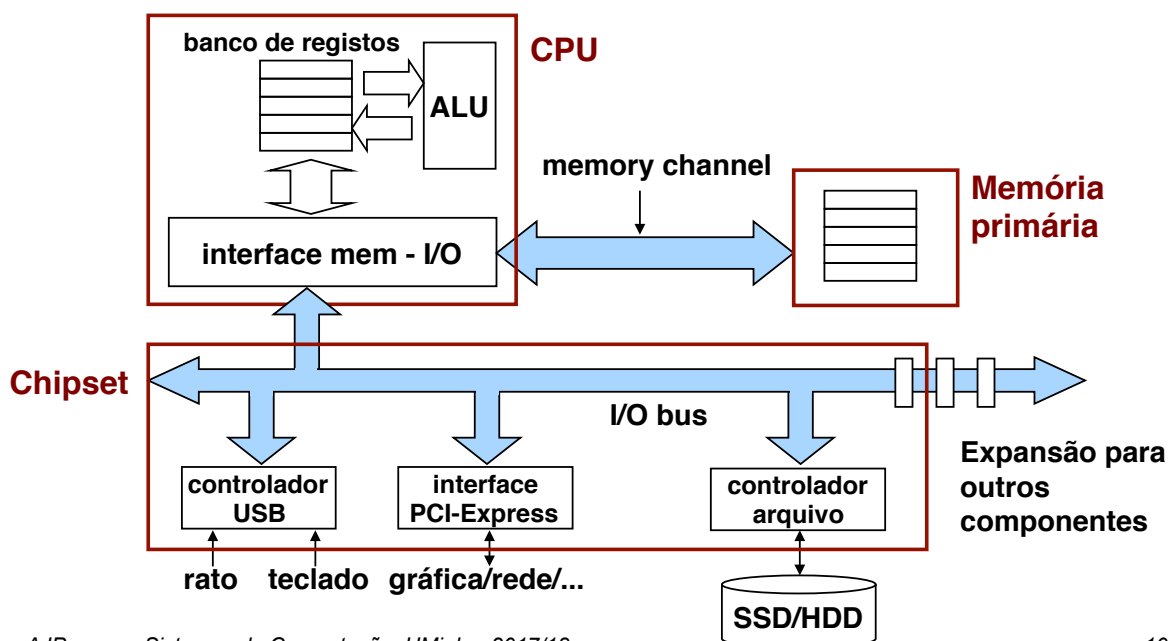 banco de registos
CPU
ALU
memory channel
Memória
primária
interface mem - I/O
Chipset
I/O bus
Expansão para
outros
componentes
controlador
USB
interface
PCI-Express
controlador
arquivo
rato
teclado
gráfica/rede/...
SSD/HDD